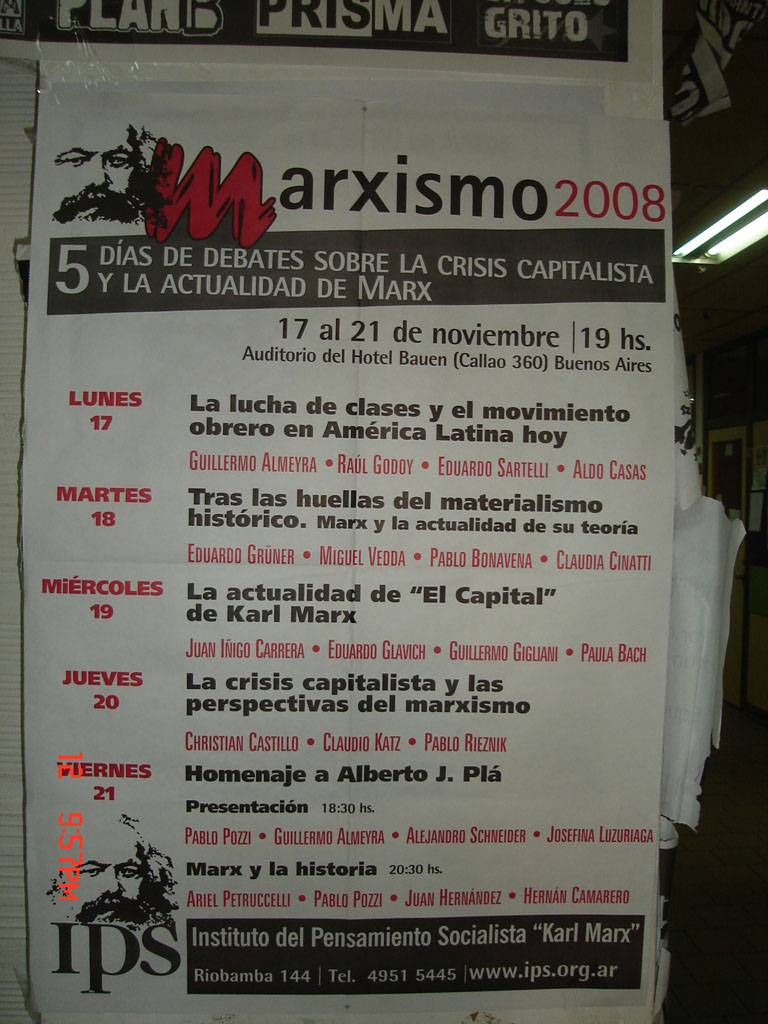 PLAN B PRISMA
GRITO
marxismo 2008
5 DÍAS DE DEBATES SOBRE LA CRISIS CAPITALISTA
Y LA ACTUALIDAD DE MARX
17 al 21 de noviembre | 19 hs.
Auditorio del Hotel Bauen (Callao 360) Buenos Aires
LUNES
17
La lucha de clases y el movimiento
obrero en América Latina hoy
GUILLERMO ALMEYRA • RAÚL GODOY • EDUARDO SARTELLI • ALDO CASAS
MARTES
18
Tras las huellas del materialismo
histórico. Marx y la actualidad de su teoría
EDUARDO GRÜNER • MIGUEL VEDDA • PABLO BONAVENA • CLAUDIA CINATTI
MiÉRCOLES
19
La actualidad de “El Capital”
de Karl Marx
JUAN IÑIGO CARRERA • EDUARDO GLAVICH • GUILLERMO GIGLIANI • PAULA BACH
JUEVES
20
La crisis capitalista y las
perspectivas del marxismo
CHRISTIAN CASTILLO • CLAUDIO KATZ • PABLO RIEZNIK
VIERNES
21
Homenaje a Alberto J. Plá
Presentación 18:30 hs.
PABLO POZZI • GUILLERMO ALMEYRA • ALEJANDRO SCHNEIDER • JOSEFINA LUZURIAGA
Marx y la historia 20:30 hs.
ARIEL PETRUCCELLI • PABLO POZZI • JUAN HERNÁNDEZ • HERNÁN CAMARERO
ips
Instituto del Pensamiento Socialista “Karl Marx”
Riobamba 144 | Tel. 4951 5445 | www.ips.org.ar
12 9:57PM